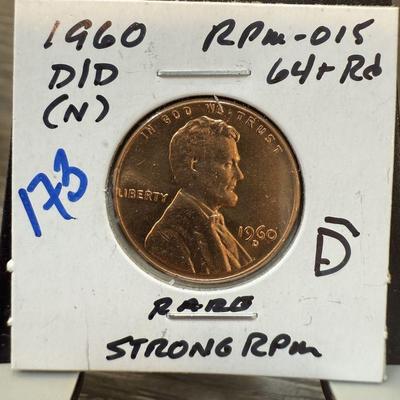 1960 RPM-015
D/D 64+ Rd
(N)
173
IN GOD WE TRUST
LIBERTY
1960
D
D
RARE
STRONG RPM